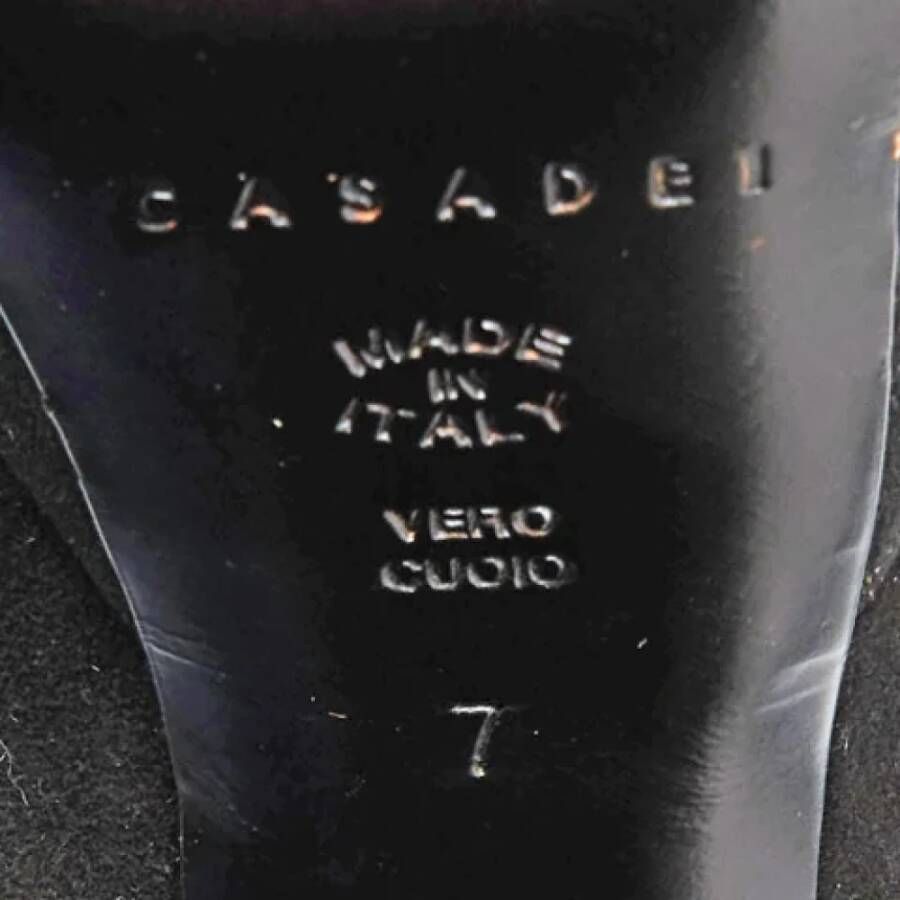 CASADEI
MADE
IN
ITALY
VERO
CUOIO
7